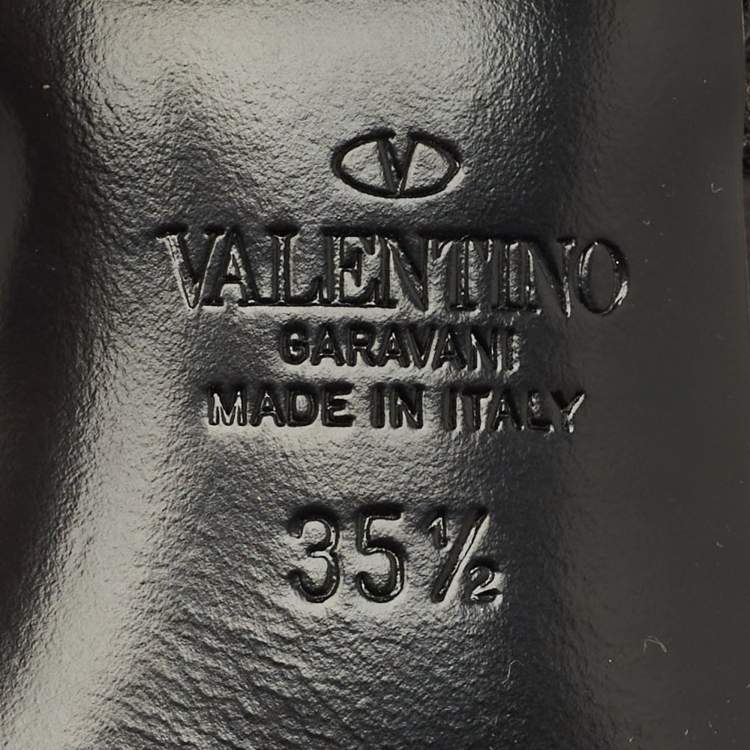 V
VALENTINO
GARAVANI
MADE IN ITALY
35½